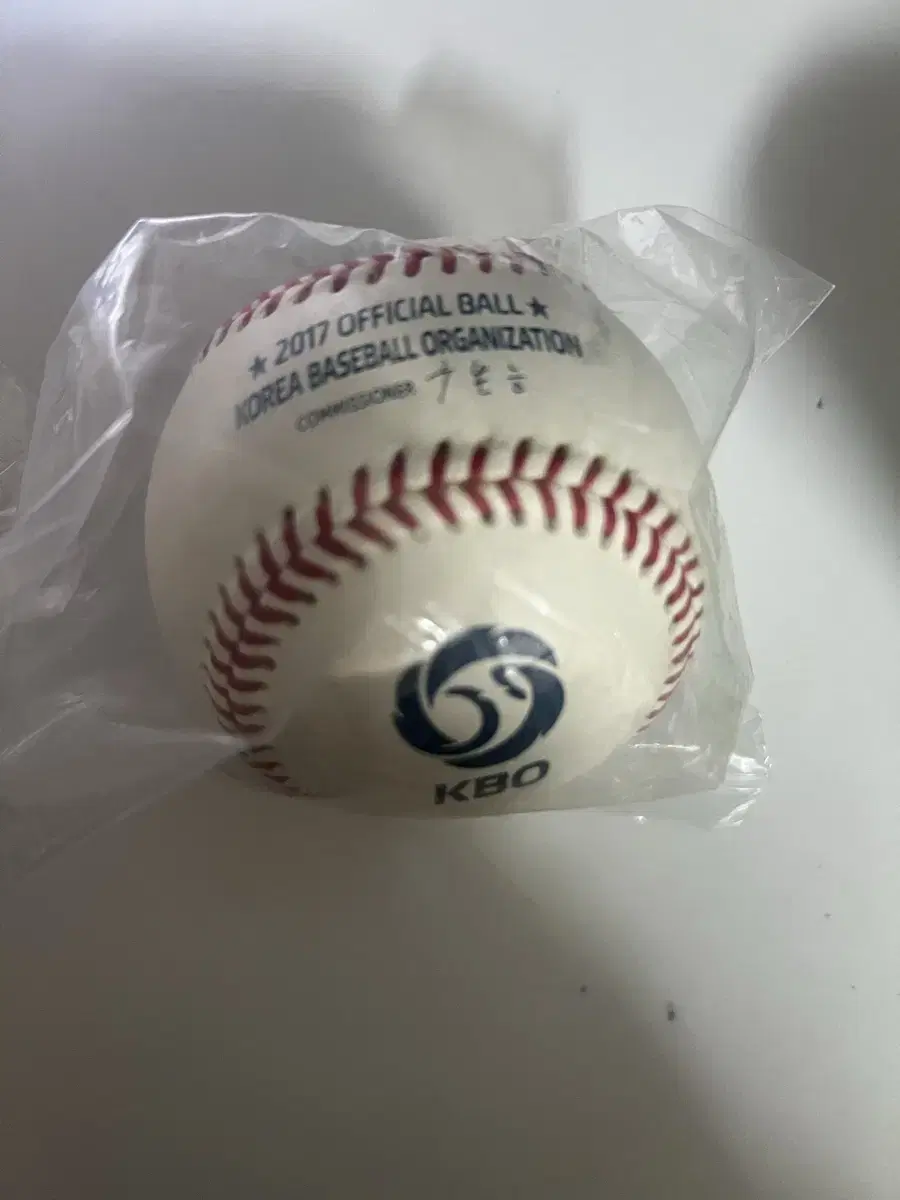 ★ 2017 OFFICIAL BALL ★
KOREA BASEBALL ORGANIZATION
COMMISSIONER
KBO